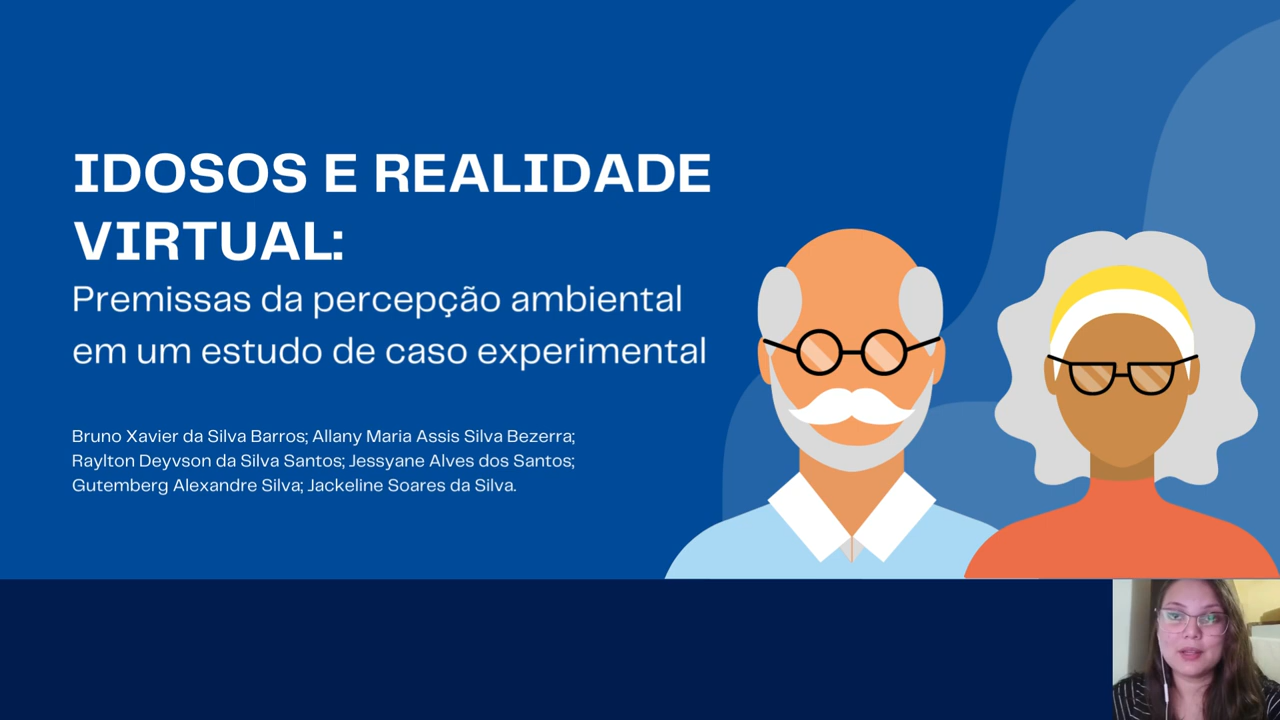 IDOSOS E REALIDADE
VIRTUAL:
Premissas da percepção ambiental
em um estudo de caso experimental
Bruno Xavier da Silva Barros; Allany Maria Assis Silva Bezerra;
Raylton Deyvson da Silva Santos; Jessyane Alves dos Santos;
Gutemberg Alexandre Silva; Jackeline Soares da Silva.